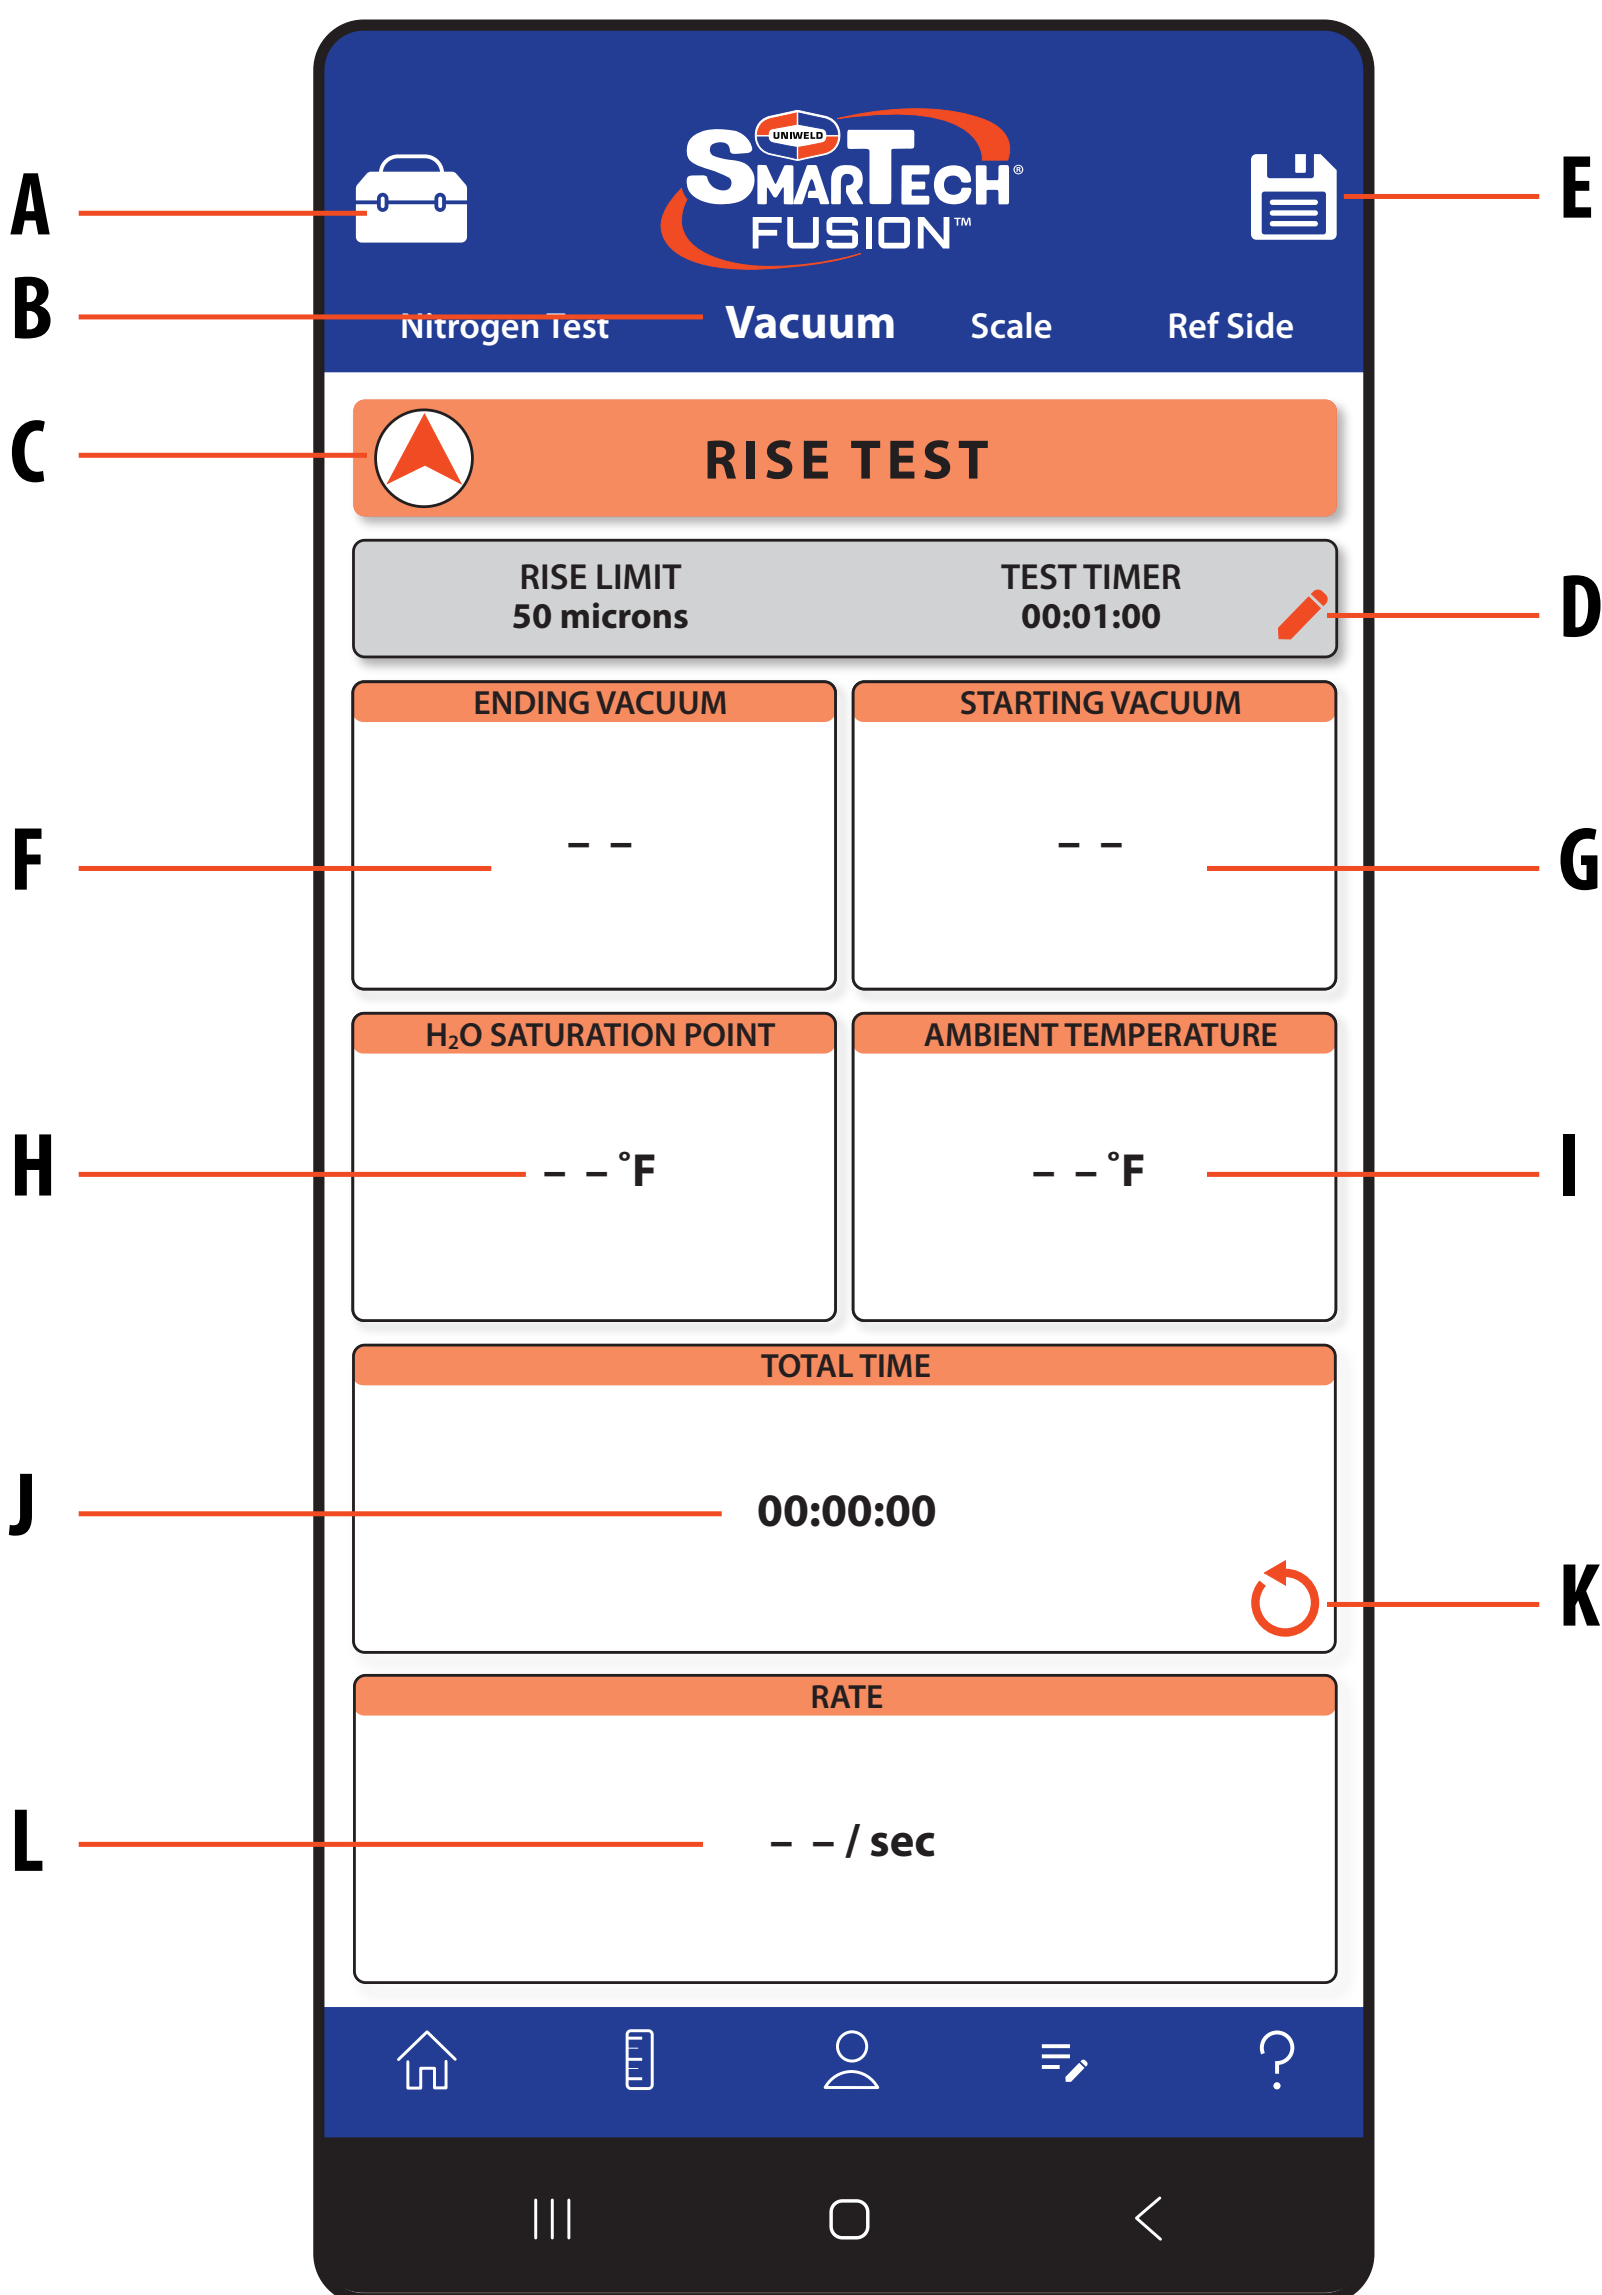 A
E
UNIWELD
SMARTECH®
FUSION™
B
Nitrogen Test Vacuum Scale Ref Side
C
RISE TEST
RISE LIMIT TEST TIMER
50 microns 00:01:00
D
ENDING VACUUM STARTING VACUUM
F – – – – G
H₂O SATURATION POINT AMBIENT TEMPERATURE
H – – °F – – °F I
TOTAL TIME
J 00:00:00
K
RATE
L – – / sec
?